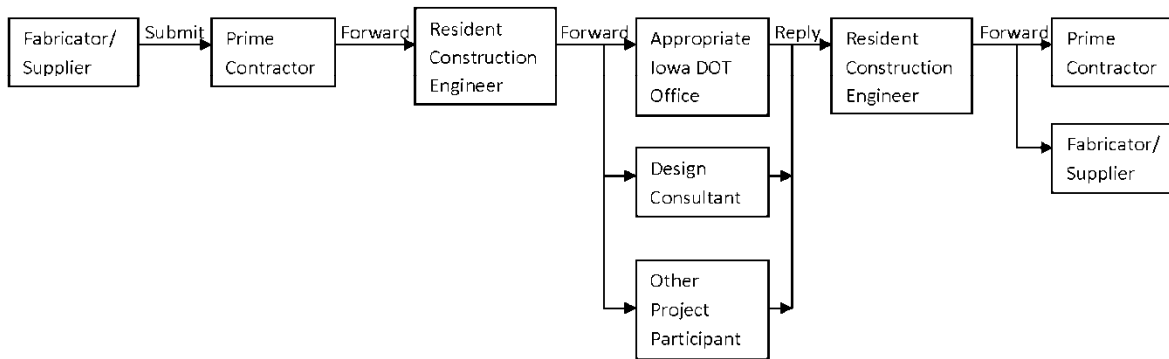 Fabricator/
Supplier
Submit
Prime
Contractor
Forward
Resident
Construction
Engineer
Forward
Appropriate
Iowa DOT
Office
Reply
Resident
Construction
Engineer
Forward
Prime
Contractor
Fabricator/
Supplier
Design
Consultant
Other
Project
Participant